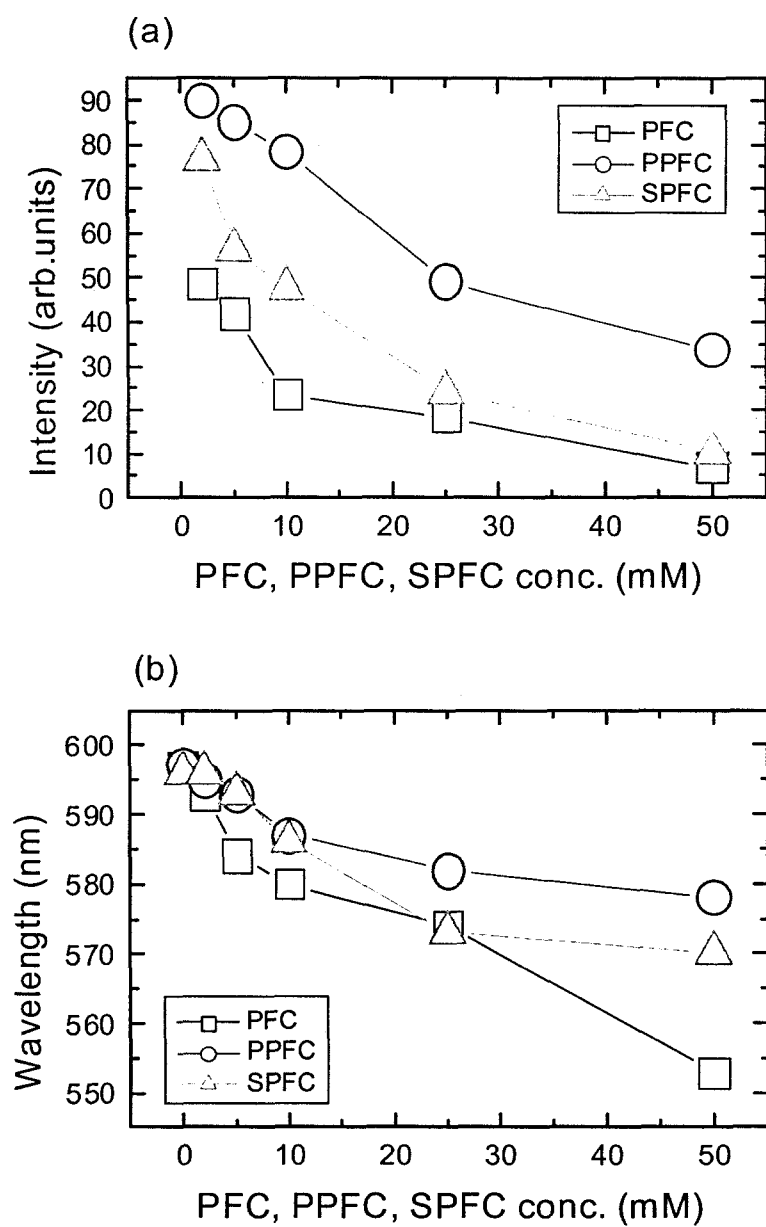 (a)
90
80
70
60
50
40
30
20
10
0
Intensity (arb.units)
PFC
PPFC
SPFC
0 10 20 30 40 50
PFC, PPFC, SPFC conc. (mM)
(b)
600
590
580
570
560
550
Wavelength (nm)
PFC
PPFC
SPFC
0 10 20 30 40 50
PFC, PPFC, SPFC conc. (mM)